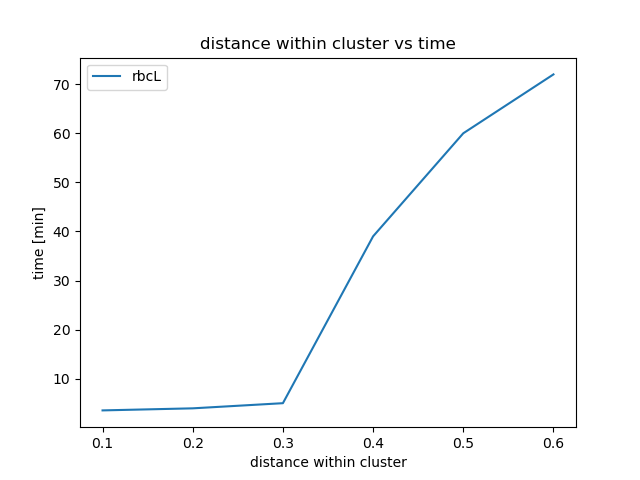 distance within cluster vs time
rbcL
70
60
50
40
30
20
10
time [min]
0.1 0.2 0.3 0.4 0.5 0.6
distance within cluster